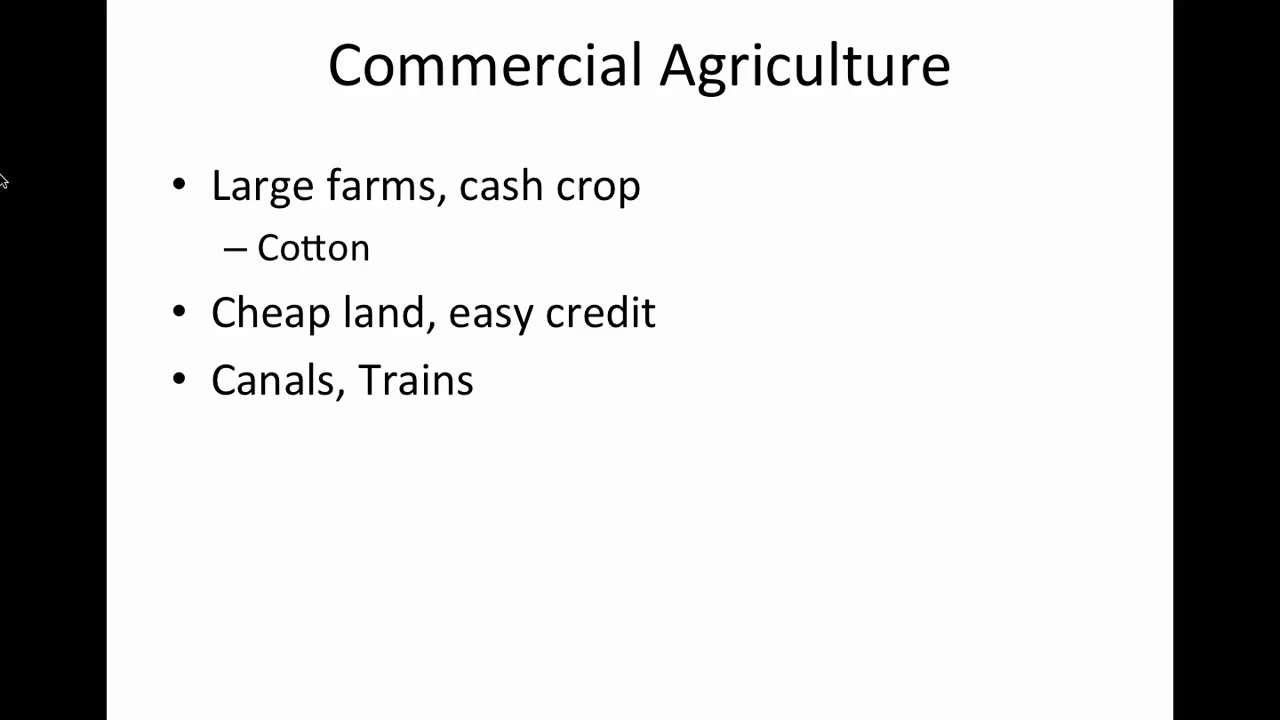 Commercial Agriculture
• Large farms, cash crop
– Cotton
• Cheap land, easy credit
• Canals, Trains